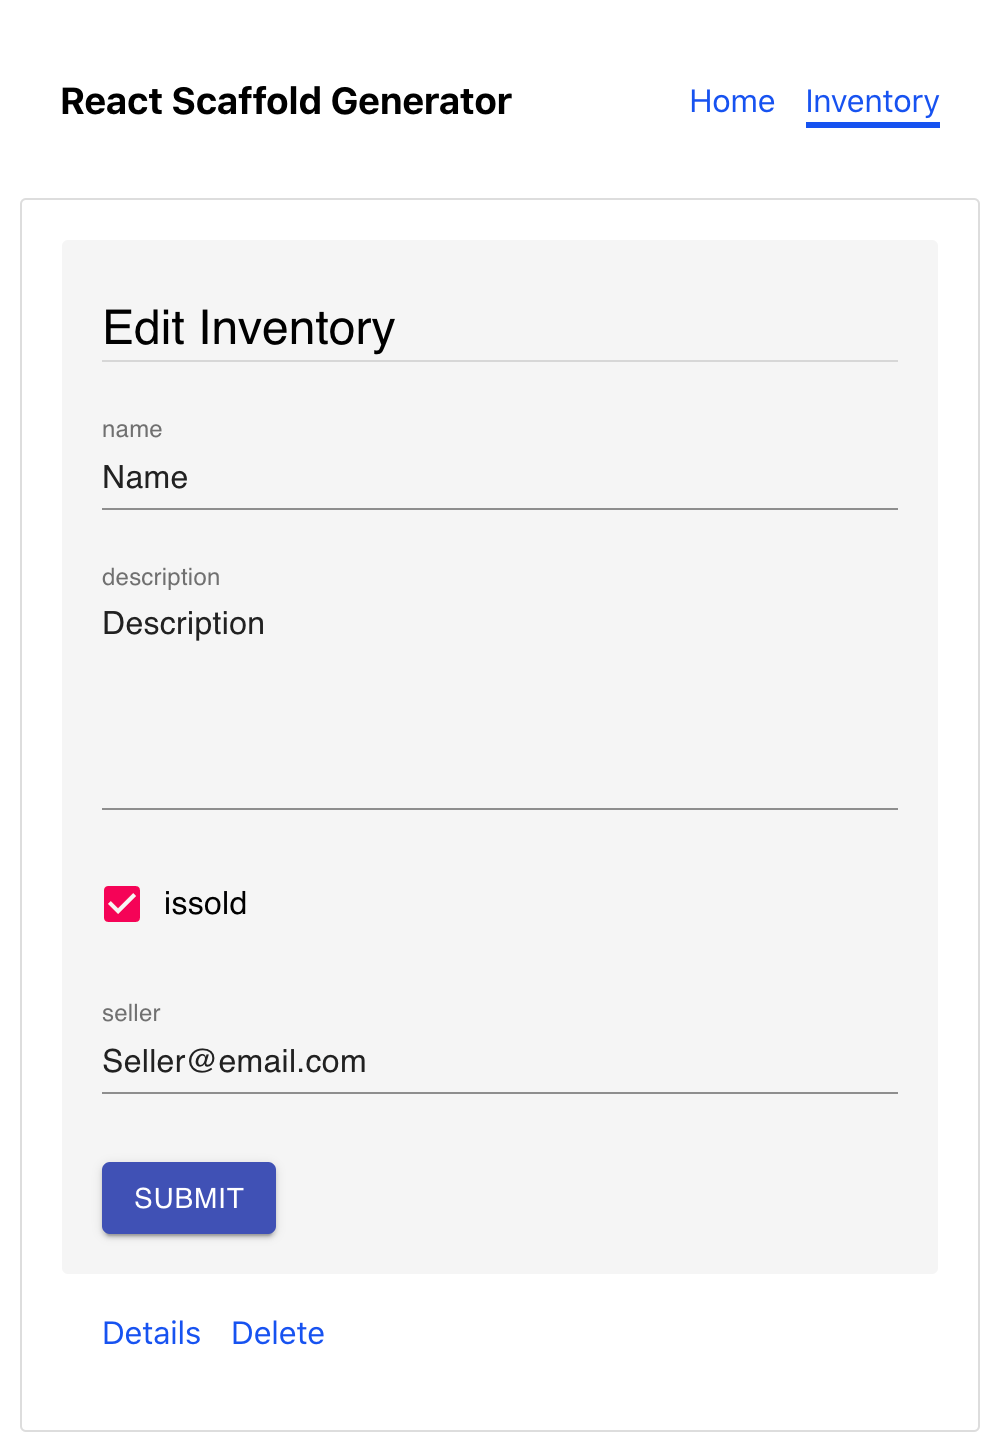 React Scaffold Generator Home Inventory
Edit Inventory
name
Name
description
Description
issold
seller
Seller@email.com
SUBMIT
Details Delete